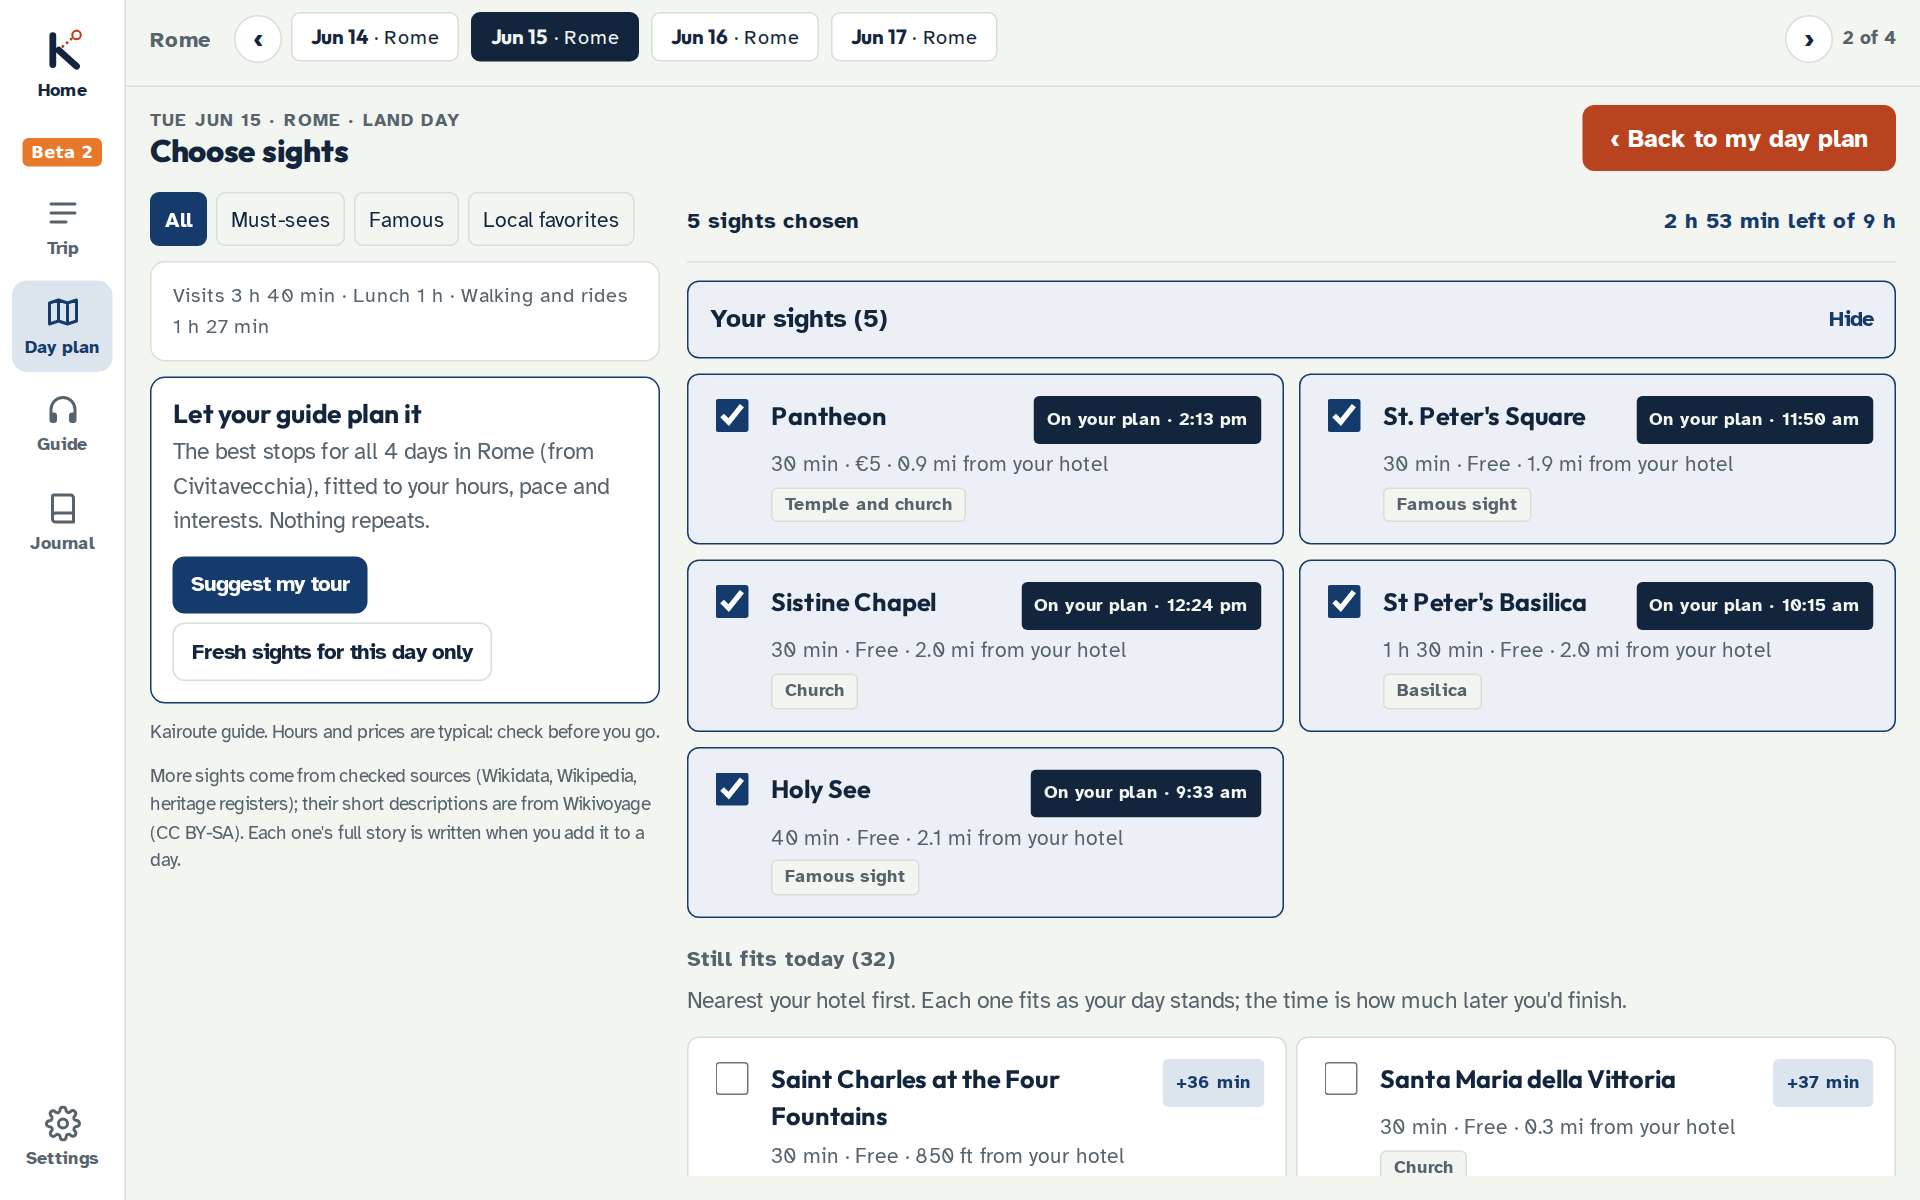 Home
Beta 2
Trip
Day plan
Guide
Journal
Settings
Rome
‹
Jun 14 · Rome
Jun 15 · Rome
Jun 16 · Rome
Jun 17 · Rome
›
2 of 4
TUE JUN 15 · ROME · LAND DAY
Choose sights
‹ Back to my day plan
All
Must-sees
Famous
Local favorites
Visits 3 h 40 min · Lunch 1 h · Walking and rides
1 h 27 min
Let your guide plan it
The best stops for all 4 days in Rome (from
Civitavecchia), fitted to your hours, pace and
interests. Nothing repeats.
Suggest my tour
Fresh sights for this day only
Kairoute guide. Hours and prices are typical: check before you go.
More sights come from checked sources (Wikidata, Wikipedia,
heritage registers); their short descriptions are from Wikivoyage
(CC BY-SA). Each one's full story is written when you add it to a
day.
5 sights chosen
2 h 53 min left of 9 h
Your sights (5)
Hide
Pantheon
On your plan · 2:13 pm
30 min · €5 · 0.9 mi from your hotel
Temple and church
St. Peter's Square
On your plan · 11:50 am
30 min · Free · 1.9 mi from your hotel
Famous sight
Sistine Chapel
On your plan · 12:24 pm
30 min · Free · 2.0 mi from your hotel
Church
St Peter's Basilica
On your plan · 10:15 am
1 h 30 min · Free · 2.0 mi from your hotel
Basilica
Holy See
On your plan · 9:33 am
40 min · Free · 2.1 mi from your hotel
Famous sight
Still fits today (32)
Nearest your hotel first. Each one fits as your day stands; the time is how much later you'd finish.
Saint Charles at the Four
Fountains
+36 min
30 min · Free · 850 ft from your hotel
Santa Maria della Vittoria
+37 min
30 min · Free · 0.3 mi from your hotel
Church